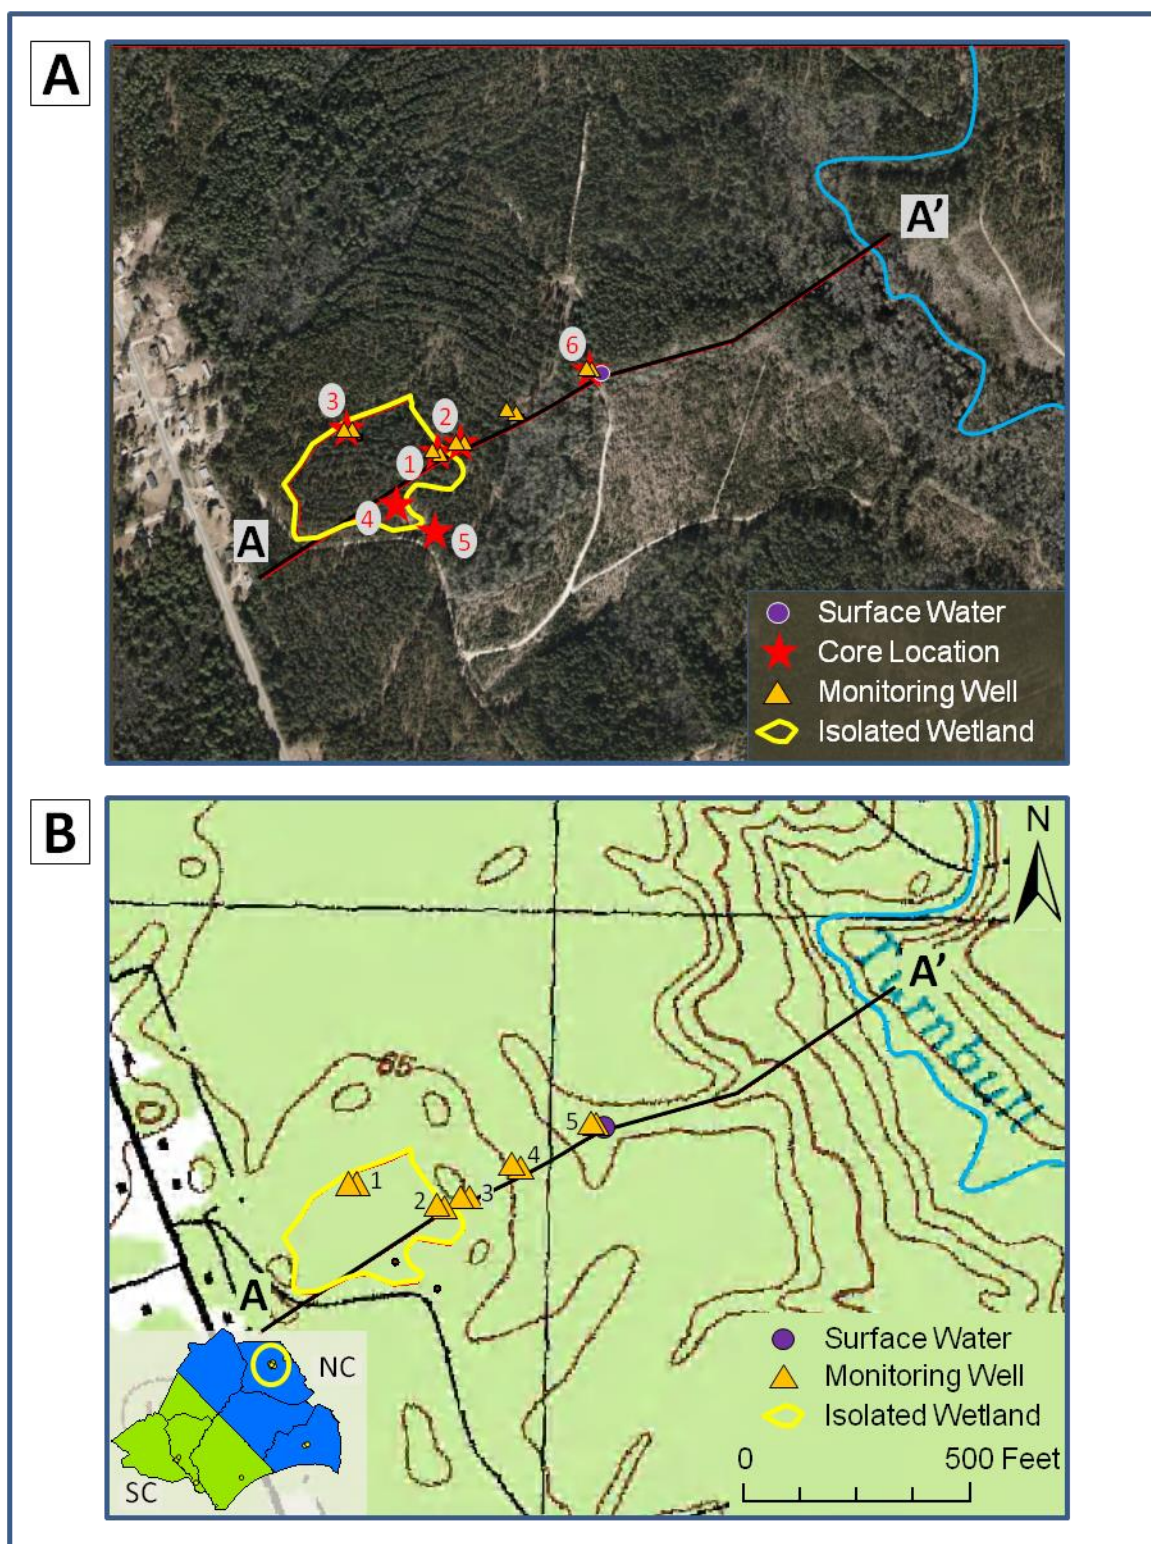 A
A'
6
3
2
1
4
5
A
Surface Water
Core Location
Monitoring Well
Isolated Wetland
B
N
A'
Turnbull
65
5
4
1
3
2
A
NC
SC
Surface Water
Monitoring Well
Isolated Wetland
0 500 Feet